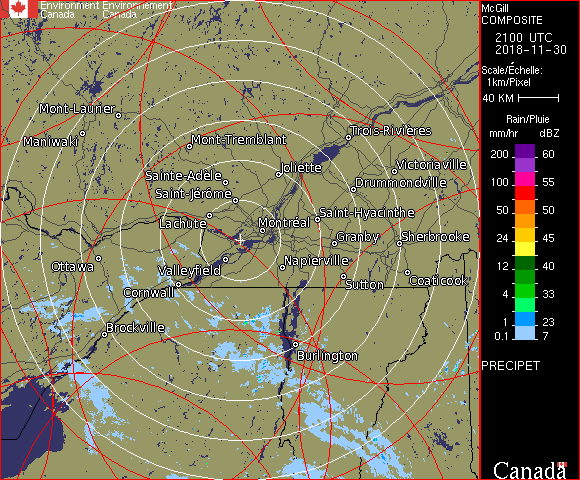 Environment Environnement
Canada Canada
McGill
COMPOSITE
2100 UTC
2018-11-30
Scale/Échelle:
1km/Pixel
40 KM
Rain/Pluie
mm/hr dBZ
200 60
150 57
100 55
50 50
24 45
12 40
4 33
1 23
0.1 7
PRECIPET
Canada
Mont-Laurier
Maniwaki
Mont-Tremblant
Trois-Rivières
Joliette
Victoriaville
Sainte-Adèle
Drummondville
Saint-Jérôme
Lachute
Saint-Hyacinthe
Montréal
Granby
Sherbrooke
Ottawa
Valleyfield
Napierville
Sutton
Coaticook
Cornwall
Brockville
Burlington